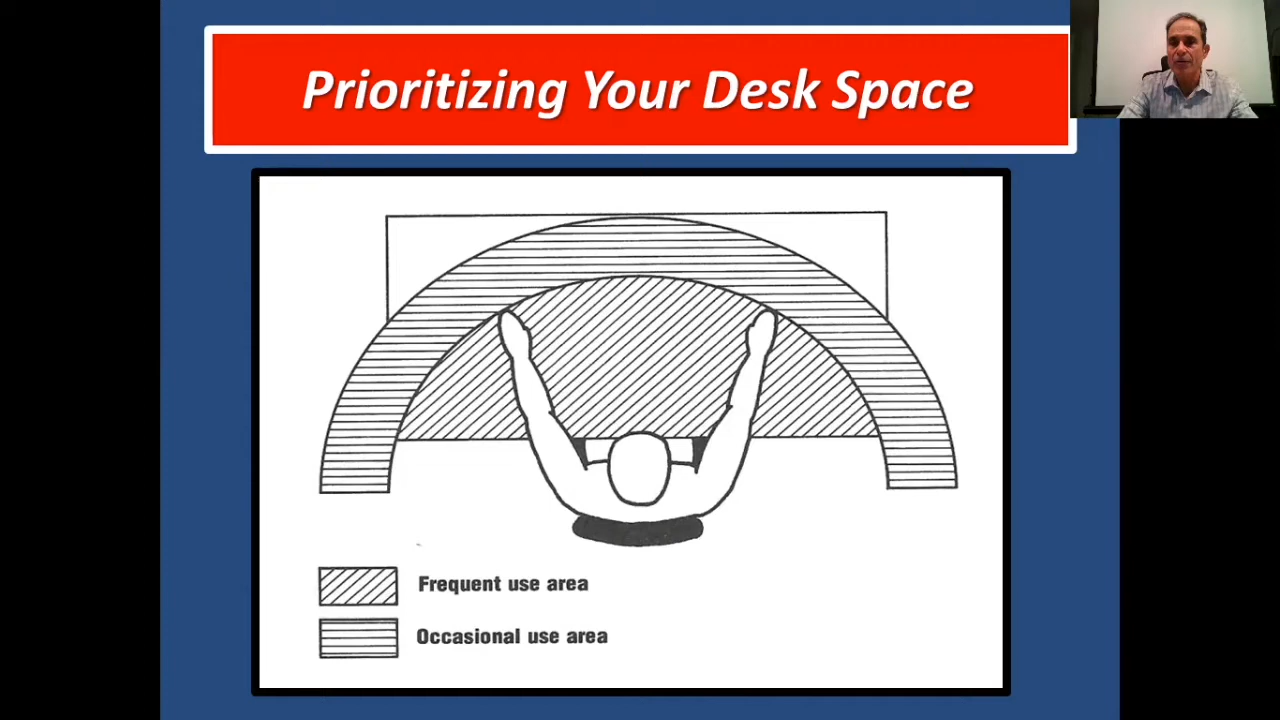 Prioritizing Your Desk Space
Frequent use area
Occasional use area